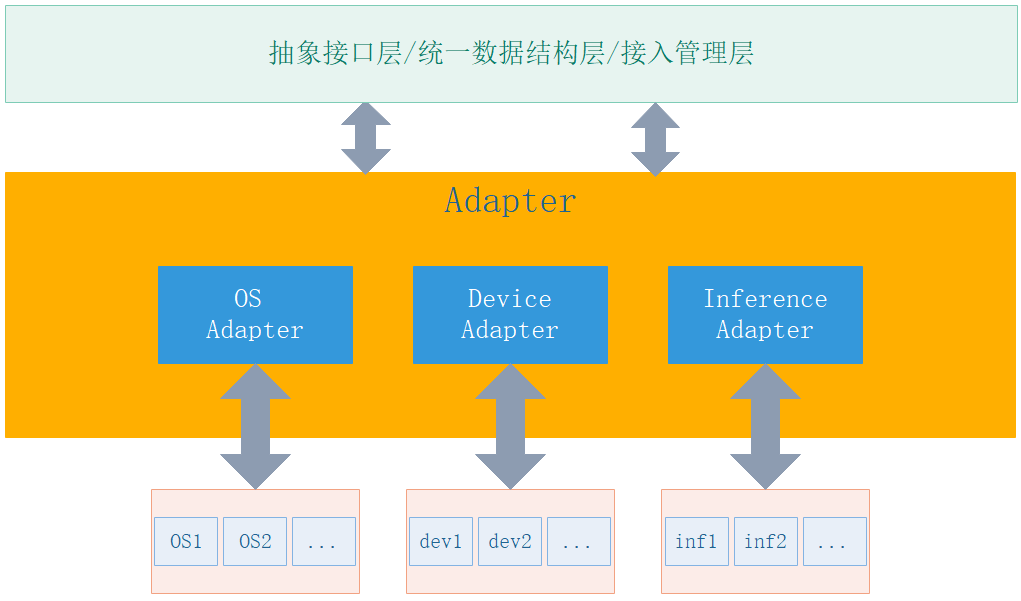 抽象接口层/统一数据结构层/接入管理层
Adapter
OS
Adapter
Device
Adapter
Inference
Adapter
OS1
OS2
...
dev1
dev2
...
inf1
inf2
...